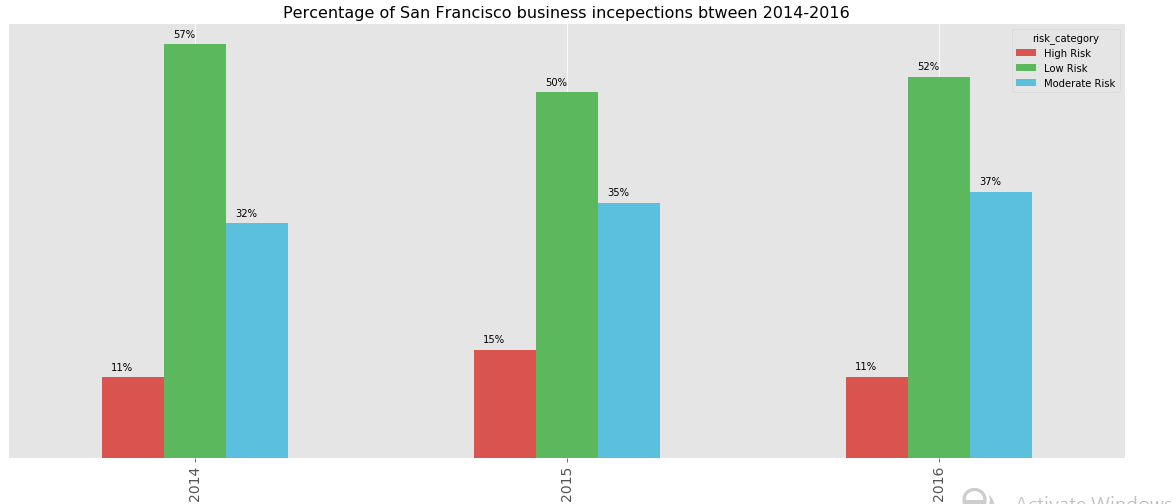 Percentage of San Francisco business incepections btween 2014-2016
risk_category
High Risk
Low Risk
Moderate Risk
57%
50%
52%
32%
35%
37%
11%
15%
11%
2014
2015
2016
Activate Windows